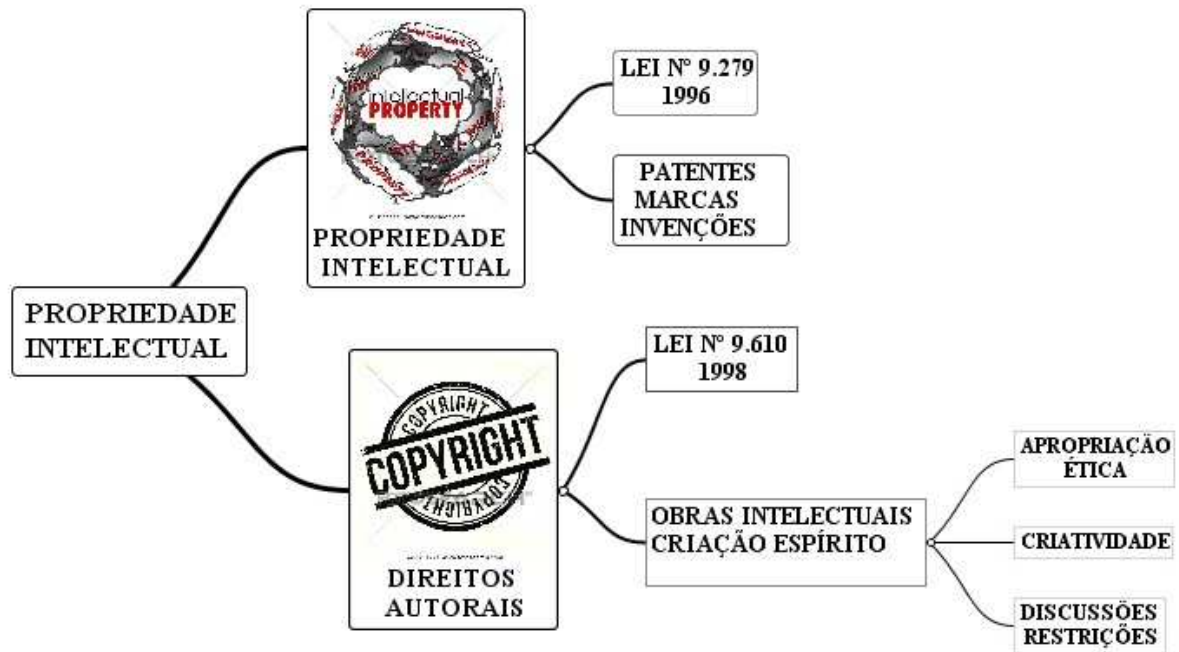 PROPRIEDADE
INTELECTUAL
intelectual
PROPERTY
PROPRIEDADE
INTELECTUAL
LEI Nº 9.279
1996
PATENTES
MARCAS
INVENÇÕES
COPYRIGHT
COPYRIGHT
COPYRIGHT
DIREITOS
AUTORAIS
LEI Nº 9.610
1998
OBRAS INTELECTUAIS
CRIAÇÃO ESPÍRITO
APROPRIAÇÃO
ÉTICA
CRIATIVIDADE
DISCUSSÕES
RESTRIÇÕES